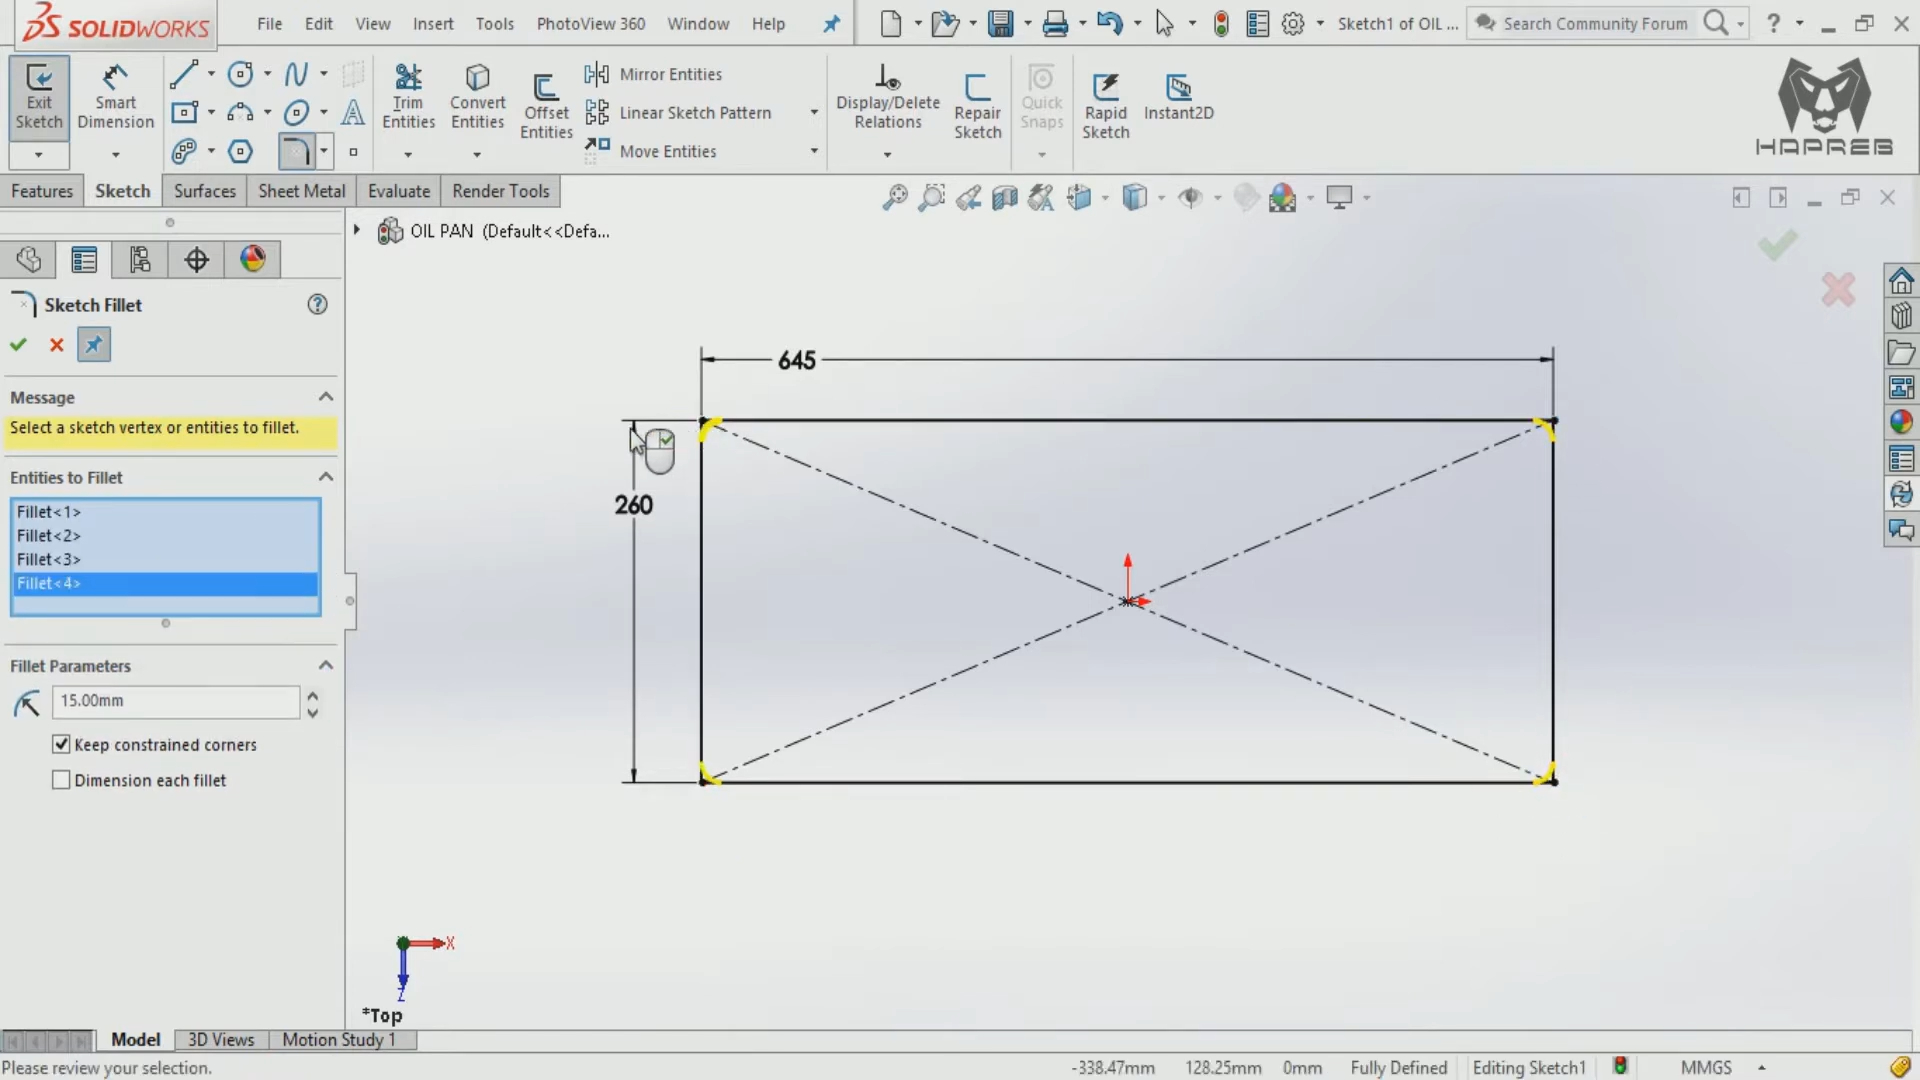 SOLIDWORKS
File Edit View Insert Tools PhotoView 360 Window Help
Sketch1 of OIL ...
Search Community Forum
?
Exit Sketch
Smart Dimension
Trim Entities
Convert Entities
Offset Entities
Mirror Entities
Linear Sketch Pattern
Move Entities
Display/Delete Relations
Repair Sketch
Quick Snaps
Rapid Sketch
Instant2D
HAPREB
Features Sketch Surfaces Sheet Metal Evaluate Render Tools
OIL PAN (Default<<Defa...
Sketch Fillet
?
Message
Select a sketch vertex or entities to fillet.
Entities to Fillet
Fillet<1>
Fillet<2>
Fillet<3>
Fillet<4>
Fillet Parameters
15.00mm
Keep constrained corners
Dimension each fillet
645
260
X
Z
*Top
Model 3D Views Motion Study 1
Please review your selection.
-338.47mm 128.25mm 0mm Fully Defined Editing Sketch1 MMGS